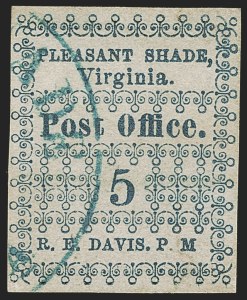 PLEASANT SHADE,
Virginia.
Post Office.
5
R. E. DAVIS. P. M